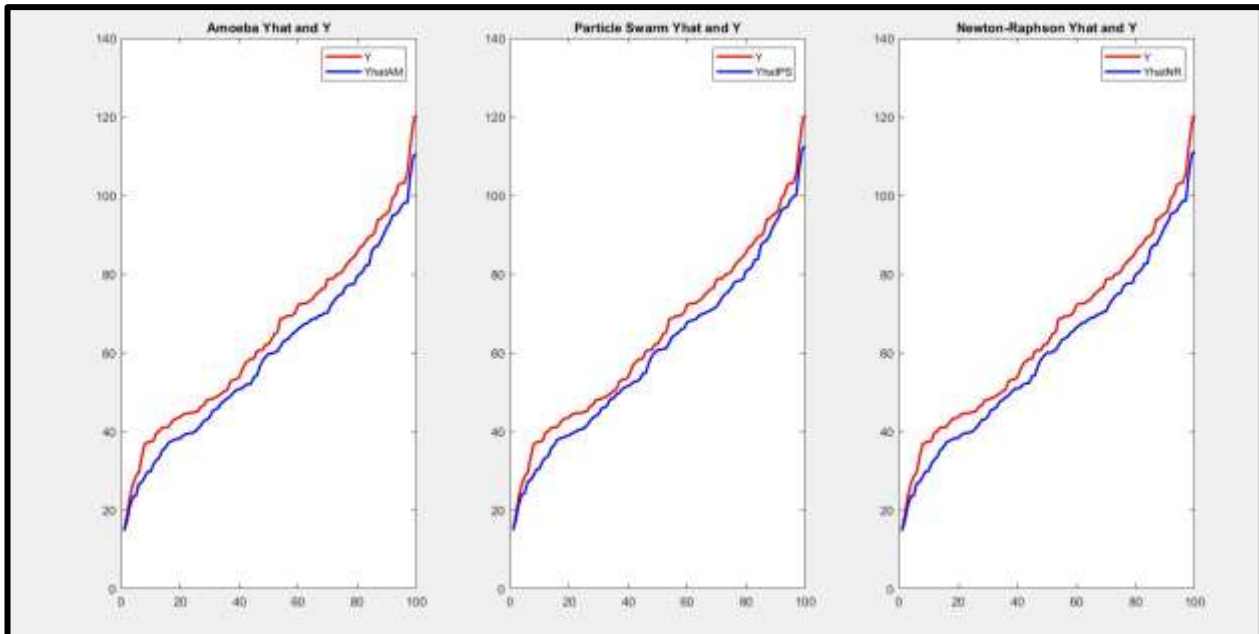 Amoeba Yhat and Y
140
120
100
80
60
40
20
0
0 20 40 60 80 100
Y
YhatAM
Particle Swarm Yhat and Y
140
120
100
80
60
40
20
0
0 20 40 60 80 100
Y
YhatPS
Newton-Raphson Yhat and Y
140
120
100
80
60
40
20
0
0 20 40 60 80 100
Y
YhatNR